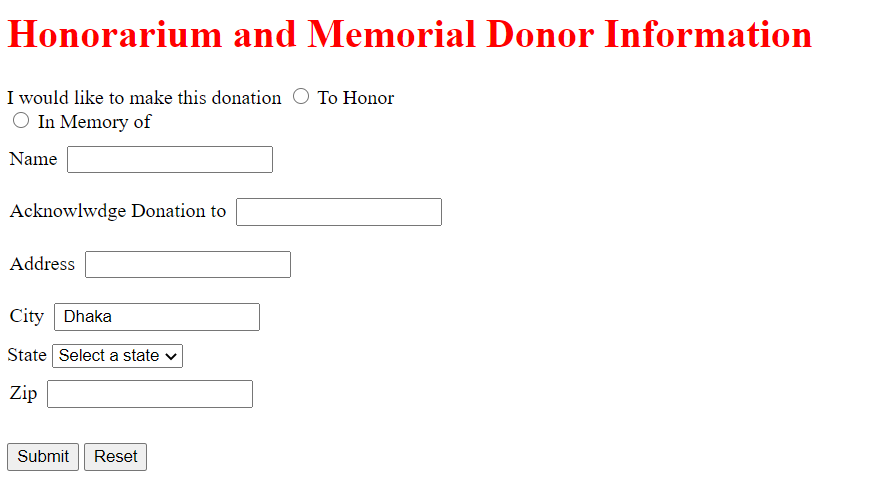 Honorarium and Memorial Donor Information
I would like to make this donation To Honor
In Memory of
Name
Acknowlwdge Donation to
Address
City Dhaka
State Select a state
Zip
Submit Reset